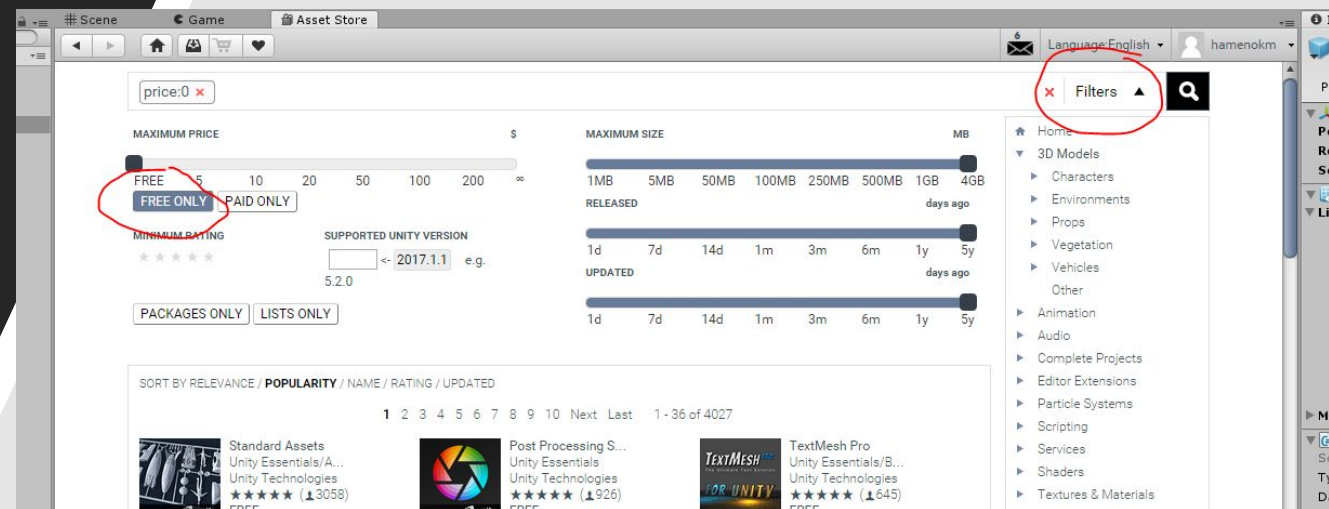 Scene Game Asset Store
6
Language:English hamenokm
price:0 ×
× Filters
MAXIMUM PRICE $
FREE 5 10 20 50 100 200 ∞
FREE ONLY PAID ONLY
MINIMUM RATING
SUPPORTED UNITY VERSION
<- 2017.1.1 e.g.
5.2.0
PACKAGES ONLY LISTS ONLY
MAXIMUM SIZE MB
1MB 5MB 50MB 100MB 250MB 500MB 1GB 4GB
RELEASED days ago
1d 7d 14d 1m 3m 6m 1y 5y
UPDATED days ago
1d 7d 14d 1m 3m 6m 1y 5y
Home
3D Models
Characters
Environments
Props
Vegetation
Vehicles
Other
Animation
Audio
Complete Projects
Editor Extensions
Particle Systems
Scripting
Services
Shaders
Textures & Materials
SORT BY RELEVANCE / POPULARITY / NAME / RATING / UPDATED
1 2 3 4 5 6 7 8 9 10 Next Last 1 - 36 of 4027
Standard Assets
Unity Essentials/A...
Unity Technologies
★★★★★ (3058)
FREE
Post Processing S...
Unity Essentials
Unity Technologies
★★★★★ (926)
FREE
TEXTMESH
FOR UNITY
TextMesh Pro
Unity Essentials/B...
Unity Technologies
★★★★★ (645)
FREE